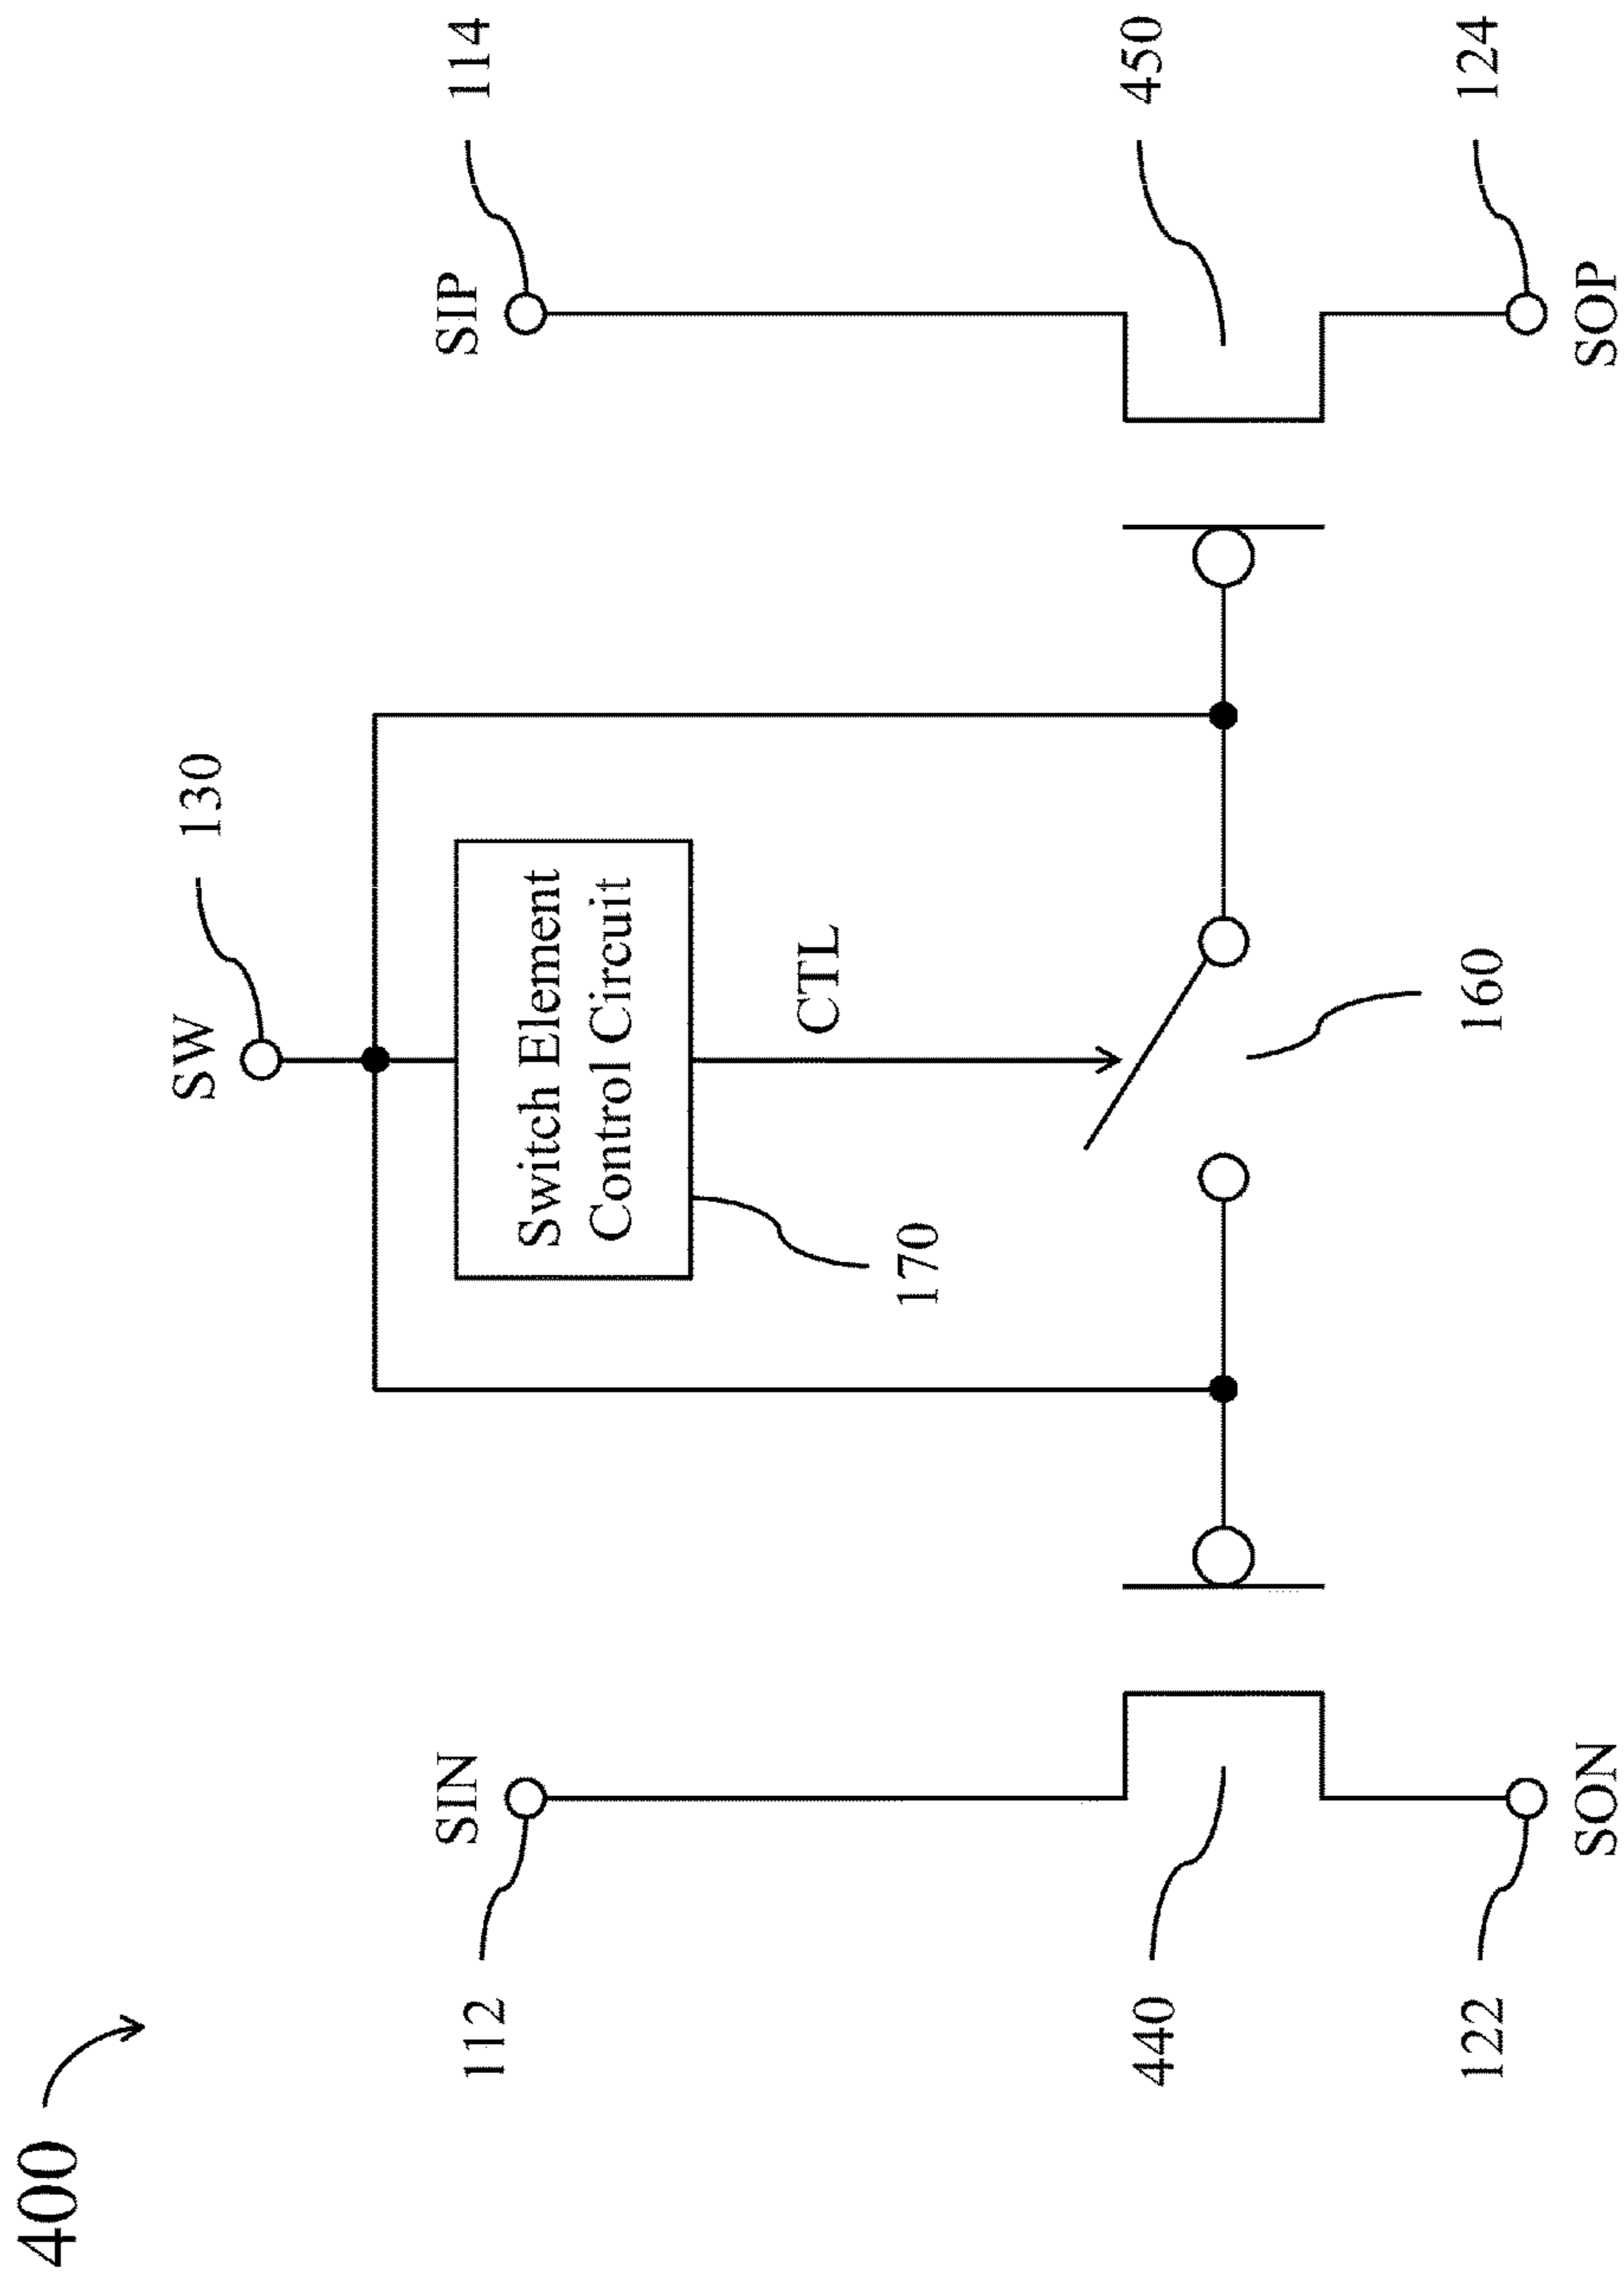 400
SW
130
SIN
112
SIP
114
Switch Element
Control Circuit
170
CTL
440
450
160
122
SON
124
SOP